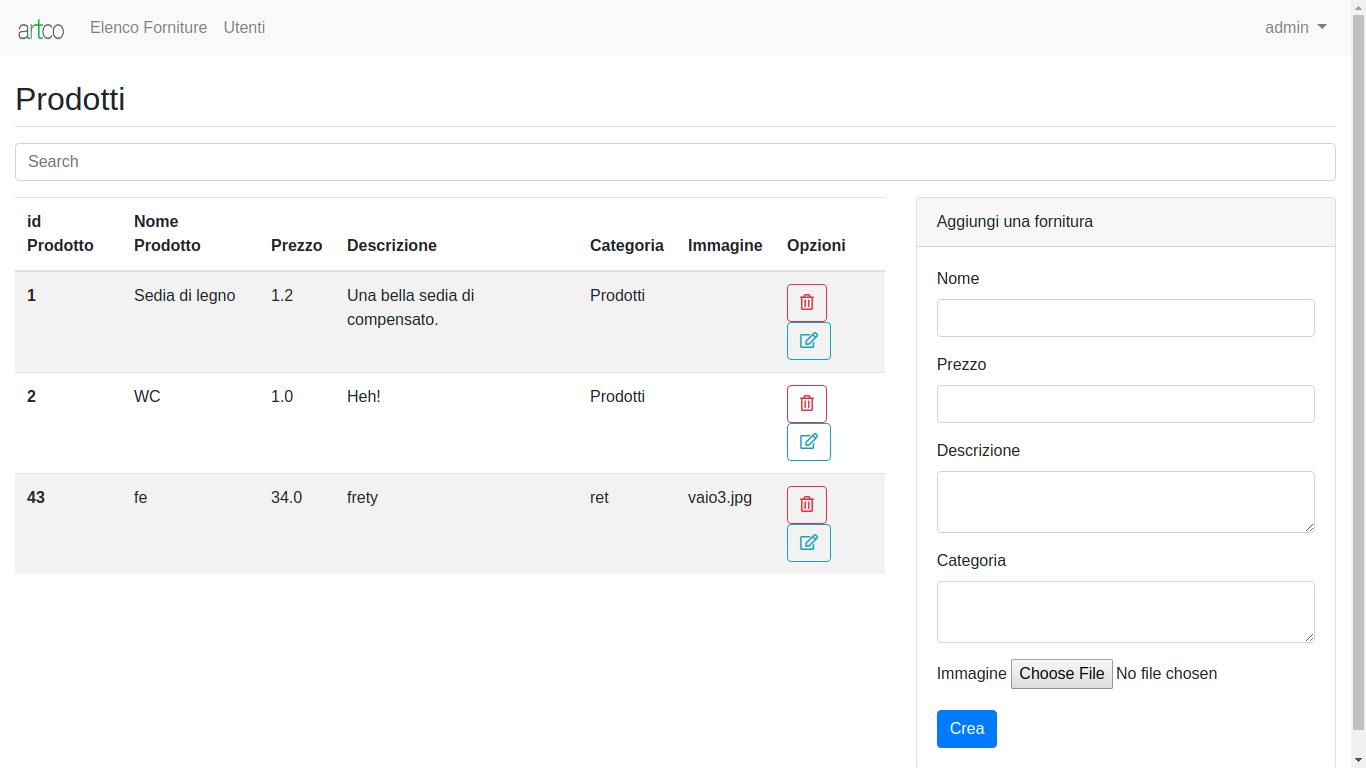 artco Elenco Forniture Utenti admin
Prodotti
Search
id Prodotto Nome Prodotto Prezzo Descrizione Categoria Immagine Opzioni
1 Sedia di legno 1.2 Una bella sedia di compensato. Prodotti
2 WC 1.0 Heh! Prodotti
43 fe 34.0 frety ret vaio3.jpg
Aggiungi una fornitura
Nome
Prezzo
Descrizione
Categoria
Immagine Choose File No file chosen
Crea